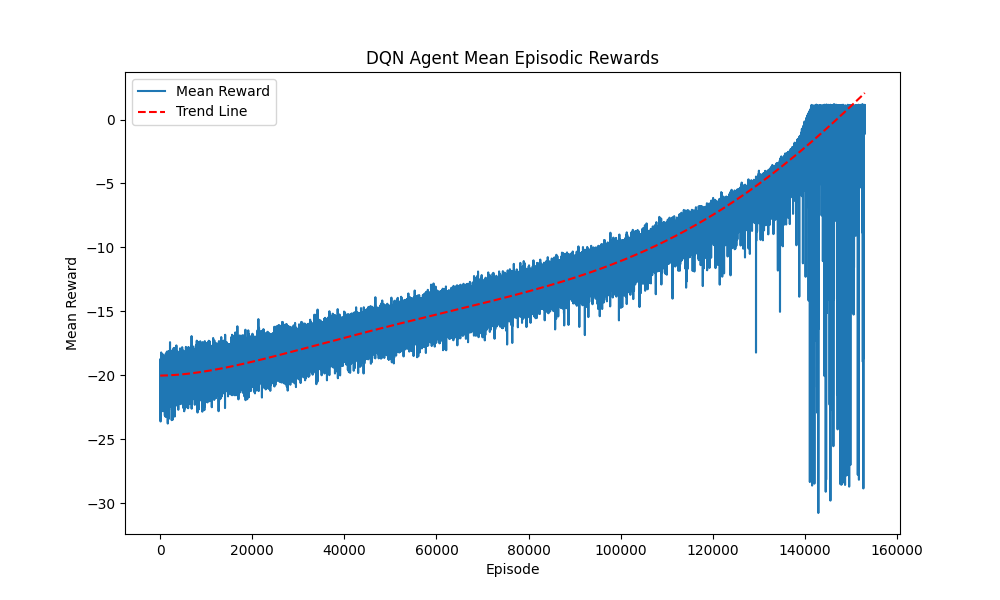 DQN Agent Mean Episodic Rewards
Mean Reward
Trend Line
Mean Reward
0
−5
−10
−15
−20
−25
−30
0 20000 40000 60000 80000 100000 120000 140000 160000
Episode